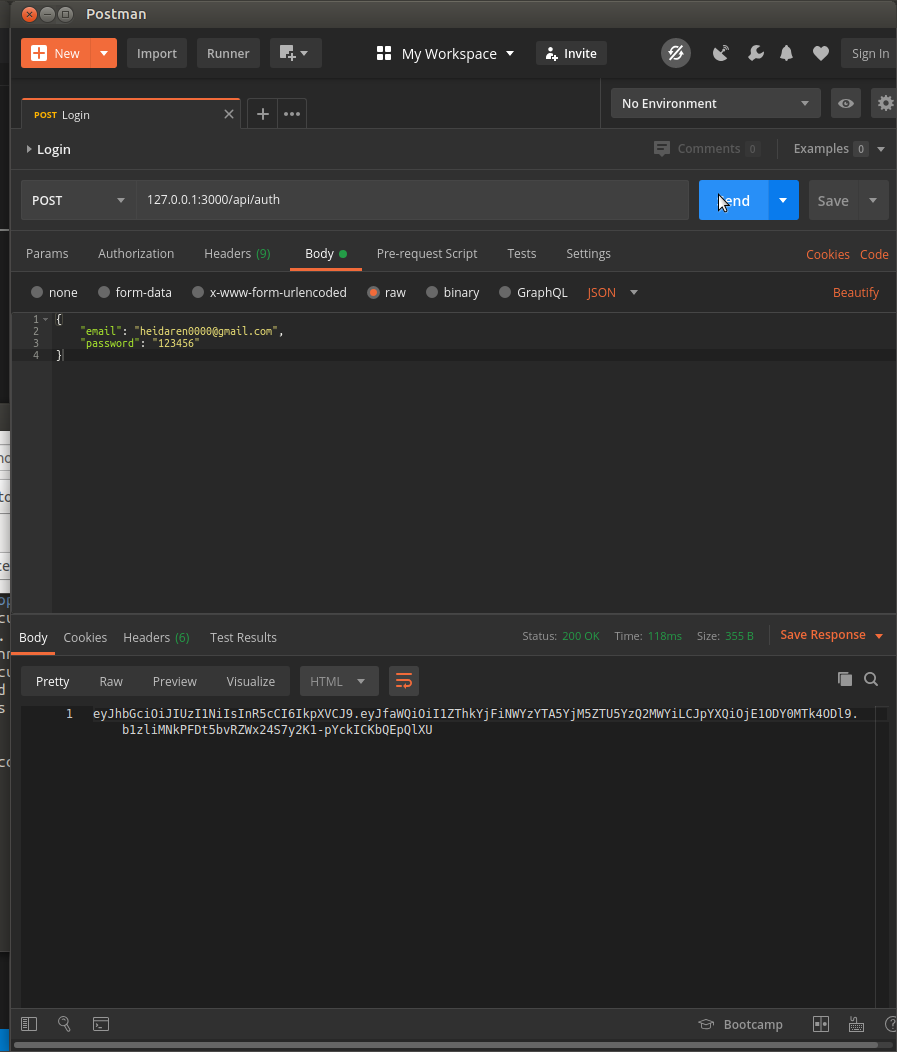 Postman
New
Import
Runner
My Workspace
Invite
Sign In
POST Login
No Environment
Login
Comments 0
Examples 0
POST
127.0.0.1:3000/api/auth
Save
Params Authorization Headers (9) Body Pre-request Script Tests Settings Cookies Code
none form-data x-www-form-urlencoded raw binary GraphQL JSON Beautify
1 {
2 "email": "heidaren0000@gmail.com",
3 "password": "123456"
4 }
Body Cookies Headers (6) Test Results Status: 200 OK Time: 118ms Size: 355 B Save Response
Pretty Raw Preview Visualize HTML
1 eyJhbGciOiJIUzI1NiIsInR5cCI6IkpXVCJ9.eyJfaWQiOiI1ZThkYjFiNWYzYTA5YjM5ZTU5YzQ2MWYiLCJpYXQiOjE1ODY0MTk4ODl9.
b1zliMNkPFDt5bvRZWx24S7y2K1-pYckICKbQEpQlXU
Bootcamp